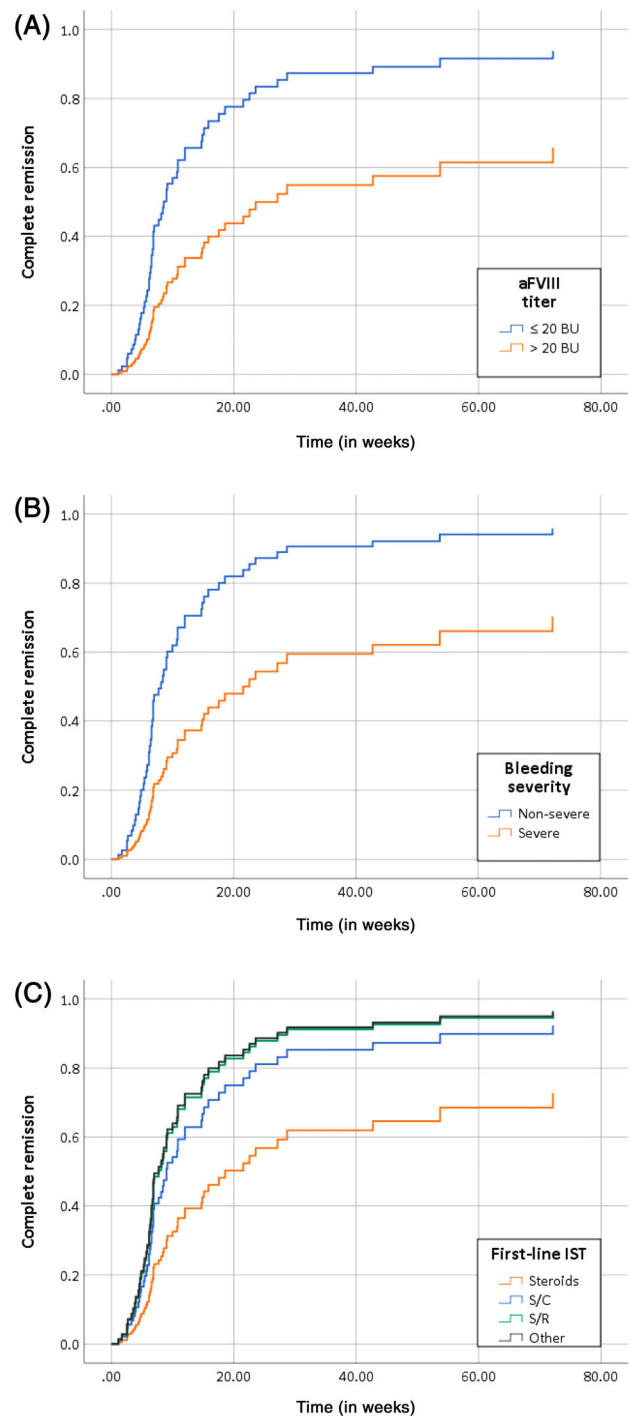 (A)
Complete remission
1.0
0.8
0.6
0.4
0.2
0.0
aFVIII
titer
≤ 20 BU
> 20 BU
.00 20.00 40.00 60.00 80.00
Time (in weeks)
(B)
Complete remission
1.0
0.8
0.6
0.4
0.2
0.0
Bleeding
severity
Non-severe
Severe
.00 20.00 40.00 60.00 80.00
Time (in weeks)
(C)
Complete remission
1.0
0.8
0.6
0.4
0.2
0.0
First-line IST
Steroids
S/C
S/R
Other
.00 20.00 40.00 60.00 80.00
Time (in weeks)